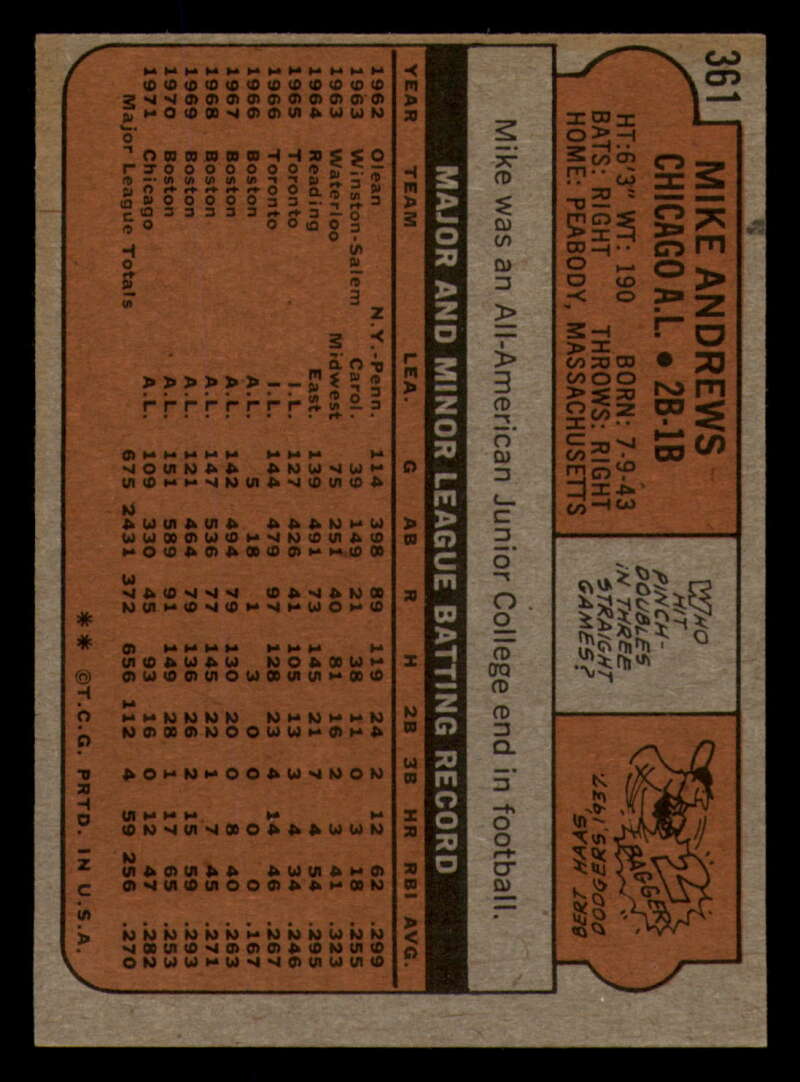 361
MIKE ANDREWS
CHICAGO A.L. • 2B-1B
HT: 6'3" WT: 190 BORN: 7-9-43
BATS: RIGHT THROWS: RIGHT
HOME: PEABODY, MASSACHUSETTS
WHO
HIT
PINCH-
DOUBLES
IN THREE
STRAIGHT
GAMES?
2
BAGGER
BERT HAAS,
DODGERS, 1937.
Mike was an All-American Junior College end in football.
MAJOR AND MINOR LEAGUE BATTING RECORD
YEAR TEAM LEA. G AB R H 2B 3B HR RBI AVG.
1962 Olean N.Y.-Penn. 114 398 89 119 24 2 12 62 .299
1963 Winston-Salem Carol. 39 149 21 38 11 0 3 18 .255
1963 Waterloo Midwest 75 251 40 81 16 2 3 41 .323
1964 Reading East. 139 491 73 145 21 7 4 54 .295
1965 Toronto I.L. 127 426 41 105 13 3 4 34 .246
1966 Toronto I.L. 144 479 97 128 23 4 14 46 .267
1966 Boston A.L. 5 18 1 3 0 0 0 0 .167
1967 Boston A.L. 142 494 79 130 20 0 8 40 .263
1968 Boston A.L. 147 536 77 145 22 1 7 45 .271
1969 Boston A.L. 121 464 79 136 26 2 15 59 .293
1970 Boston A.L. 151 589 91 149 28 1 17 65 .253
1971 Chicago A.L. 109 330 45 93 16 0 12 47 .282
Major League Totals 675 2431 372 656 112 4 59 256 .270
** ©T.C.G. PRTD. IN U.S.A.